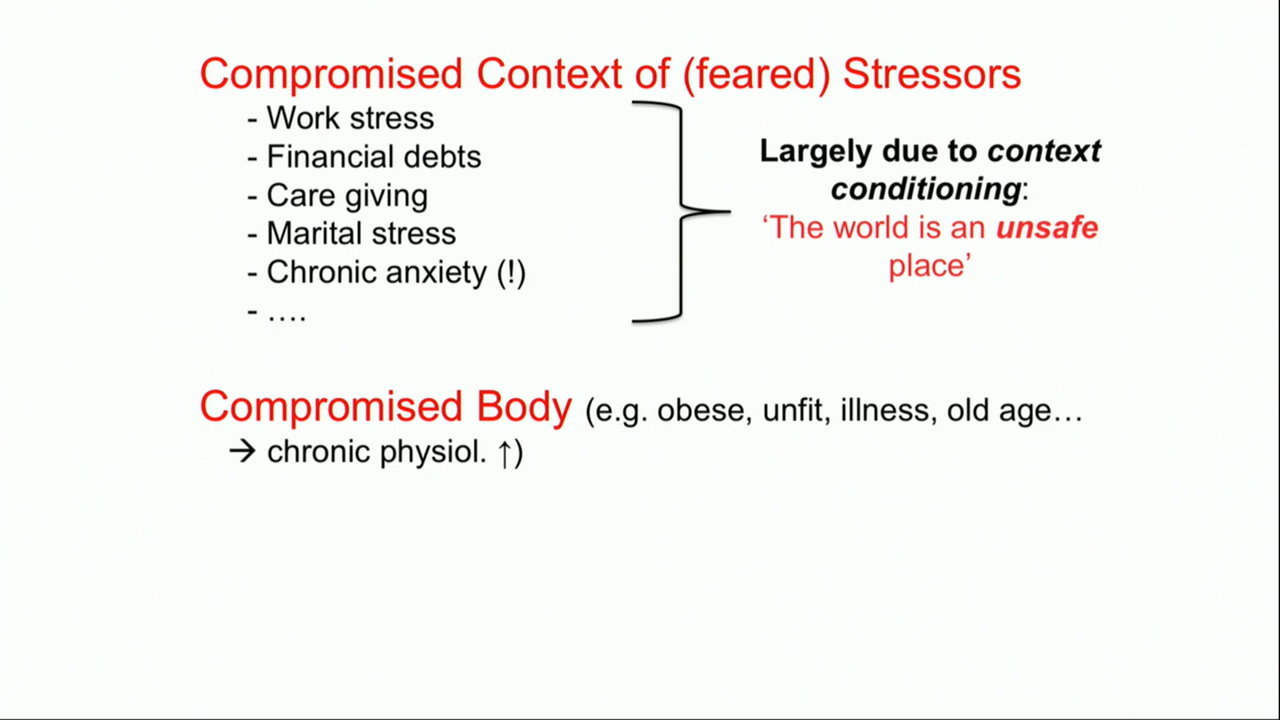 Compromised Context of (feared) Stressors
- Work stress
- Financial debts
- Care giving
- Marital stress
- Chronic anxiety (!)
- ….
Largely due to context
conditioning:
‘The world is an unsafe
place’
Compromised Body (e.g. obese, unfit, illness, old age…
→ chronic physiol. ↑)